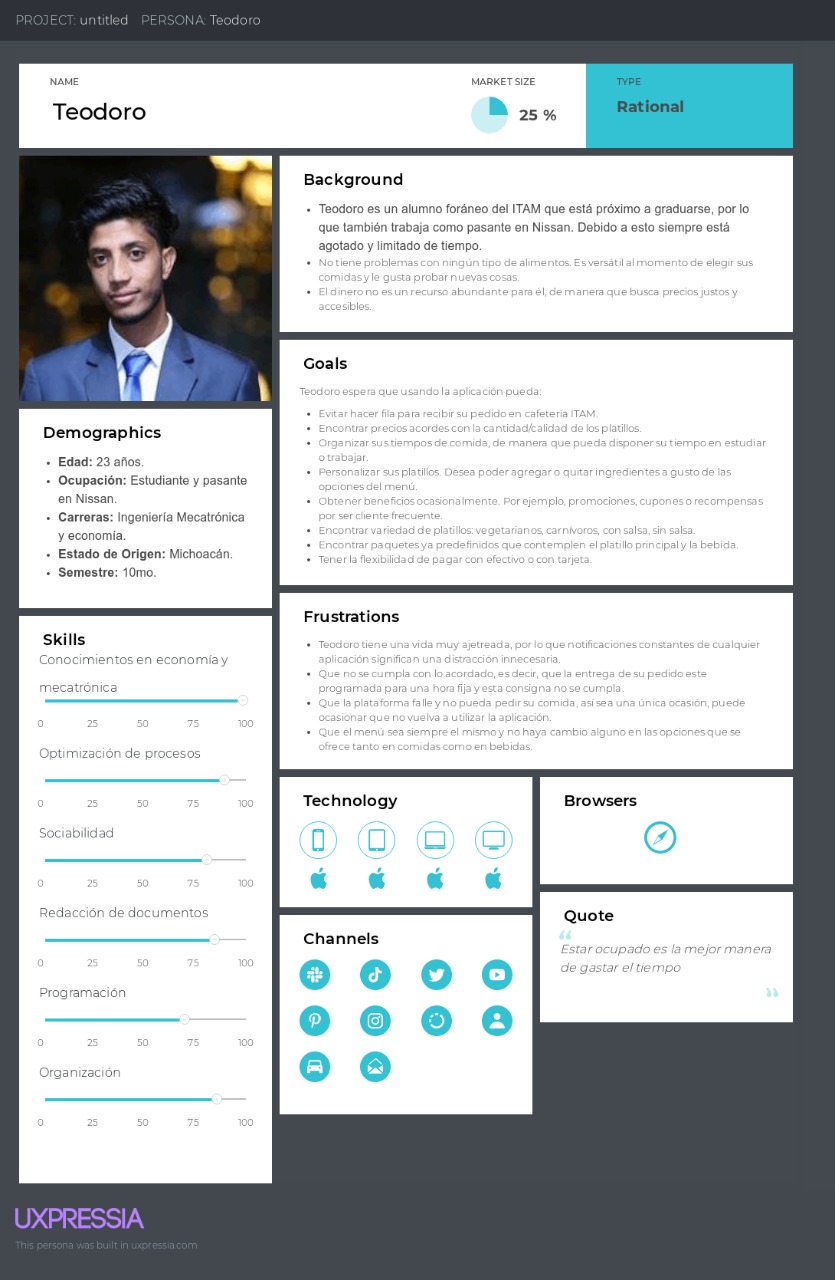 PROJECT: untitled PERSONA: Teodoro
NAME
Teodoro
MARKET SIZE
25 %
TYPE
Rational
Background
Teodoro es un alumno foráneo del ITAM que está próximo a graduarse, por lo
que también trabaja como pasante en Nissan. Debido a esto siempre está
agotado y limitado de tiempo.
No tiene problemas con ningún tipo de alimentos. Es versátil al momento de elegir sus
comidas y le gusta probar nuevas cosas.
El dinero no es un recurso abundante para él, de manera que busca precios justos y
accesibles.
Goals
Teodoro espera que usando la aplicación pueda:
Evitar hacer fila para recibir su pedido en cafetería ITAM.
Encontrar precios acordes con la cantidad/calidad de los platillos.
Organizar sus tiempos de comida, de manera que pueda disponer su tiempo en estudiar
o trabajar.
Personalizar sus platillos. Desea poder agregar o quitar ingredientes a gusto de las
opciones del menú.
Obtener beneficios ocasionalmente. Por ejemplo, promociones, cupones o recompensas
por ser cliente frecuente.
Encontrar variedad de platillos: vegetarianos, carnívoros, con salsa, sin salsa.
Encontrar paquetes ya predefinidos que contemplen el platillo principal y la bebida.
Tener la flexibilidad de pagar con efectivo o con tarjeta.
Demographics
Edad: 23 años.
Ocupación: Estudiante y pasante
en Nissan.
Carreras: Ingeniería Mecatrónica
y economía.
Estado de Origen: Michoacán.
Semestre: 10mo.
Frustrations
Teodoro tiene una vida muy ajetreada, por lo que notificaciones constantes de cualquier
aplicación significan una distracción innecesaria.
Que no se cumpla con lo acordado, es decir, que la entrega de su pedido este
programada para una hora fija y esta consigna no se cumpla.
Que la plataforma falle y no pueda pedir su comida, así sea una única ocasión, puede
ocasionar que no vuelva a utilizar la aplicación.
Que el menú sea siempre el mismo y no haya cambio alguno en las opciones que se
ofrece tanto en comidas como en bebidas.
Skills
Conocimientos en economía y
mecatrónica
0 25 50 75 100
Optimización de procesos
0 25 50 75 100
Sociabilidad
0 25 50 75 100
Redacción de documentos
0 25 50 75 100
Programación
0 25 50 75 100
Organización
0 25 50 75 100
Technology
Browsers
Channels
Quote
“Estar ocupado es la mejor manera
de gastar el tiempo
”
UXPRESSIA
This persona was built in uxpressia.com